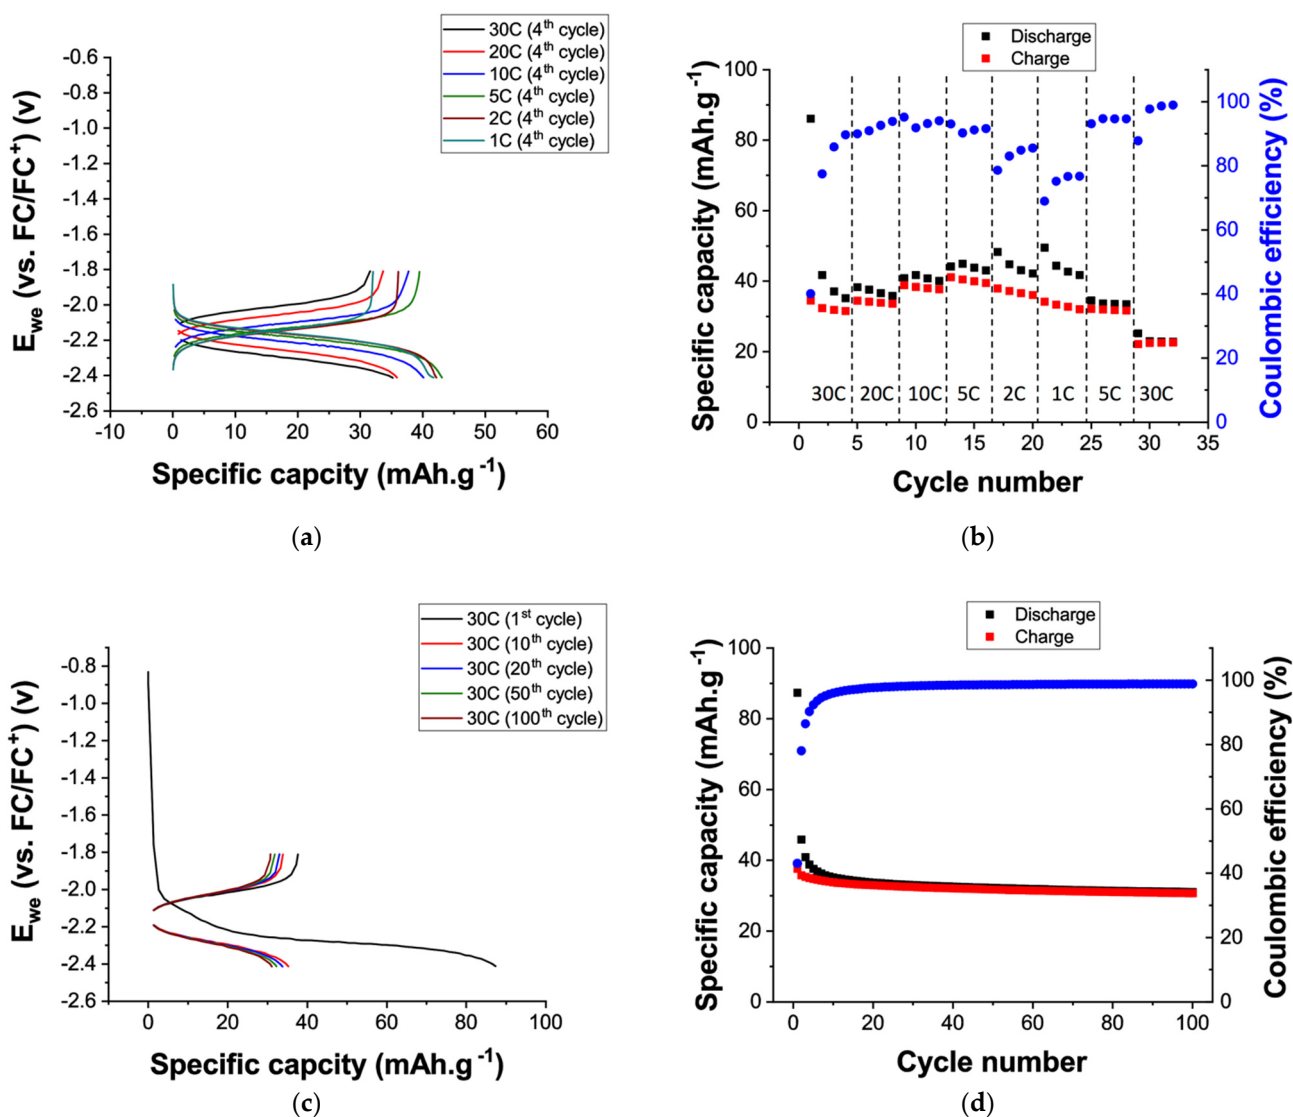 30C (4th cycle)
20C (4th cycle)
10C (4th cycle)
5C (4th cycle)
2C (4th cycle)
1C (4th cycle)
Ewe (vs. FC/FC+) (v)
-0.6
-0.8
-1.0
-1.2
-1.4
-1.6
-1.8
-2.0
-2.2
-2.4
-2.6
-10 0 10 20 30 40 50 60
Specific capcity (mAh.g-1)
(a)
Discharge
Charge
Specific capacity (mAh.g-1)
100
80
60
40
20
0
30C 20C 10C 5C 2C 1C 5C 30C
100
80
60
40
20
0
Coulombic efficiency (%)
0 5 10 15 20 25 30 35
Cycle number
(b)
30C (1st cycle)
30C (10th cycle)
30C (20th cycle)
30C (50th cycle)
30C (100th cycle)
Ewe (vs. FC/FC+) (v)
-0.8
-1.0
-1.2
-1.4
-1.6
-1.8
-2.0
-2.2
-2.4
-2.6
0 20 40 60 80 100
Specific capcity (mAh.g-1)
(c)
Discharge
Charge
Specific capacity (mAh.g-1)
100
80
60
40
20
0
100
80
60
40
20
0
Coulombic efficiency (%)
0 20 40 60 80 100
Cycle number
(d)